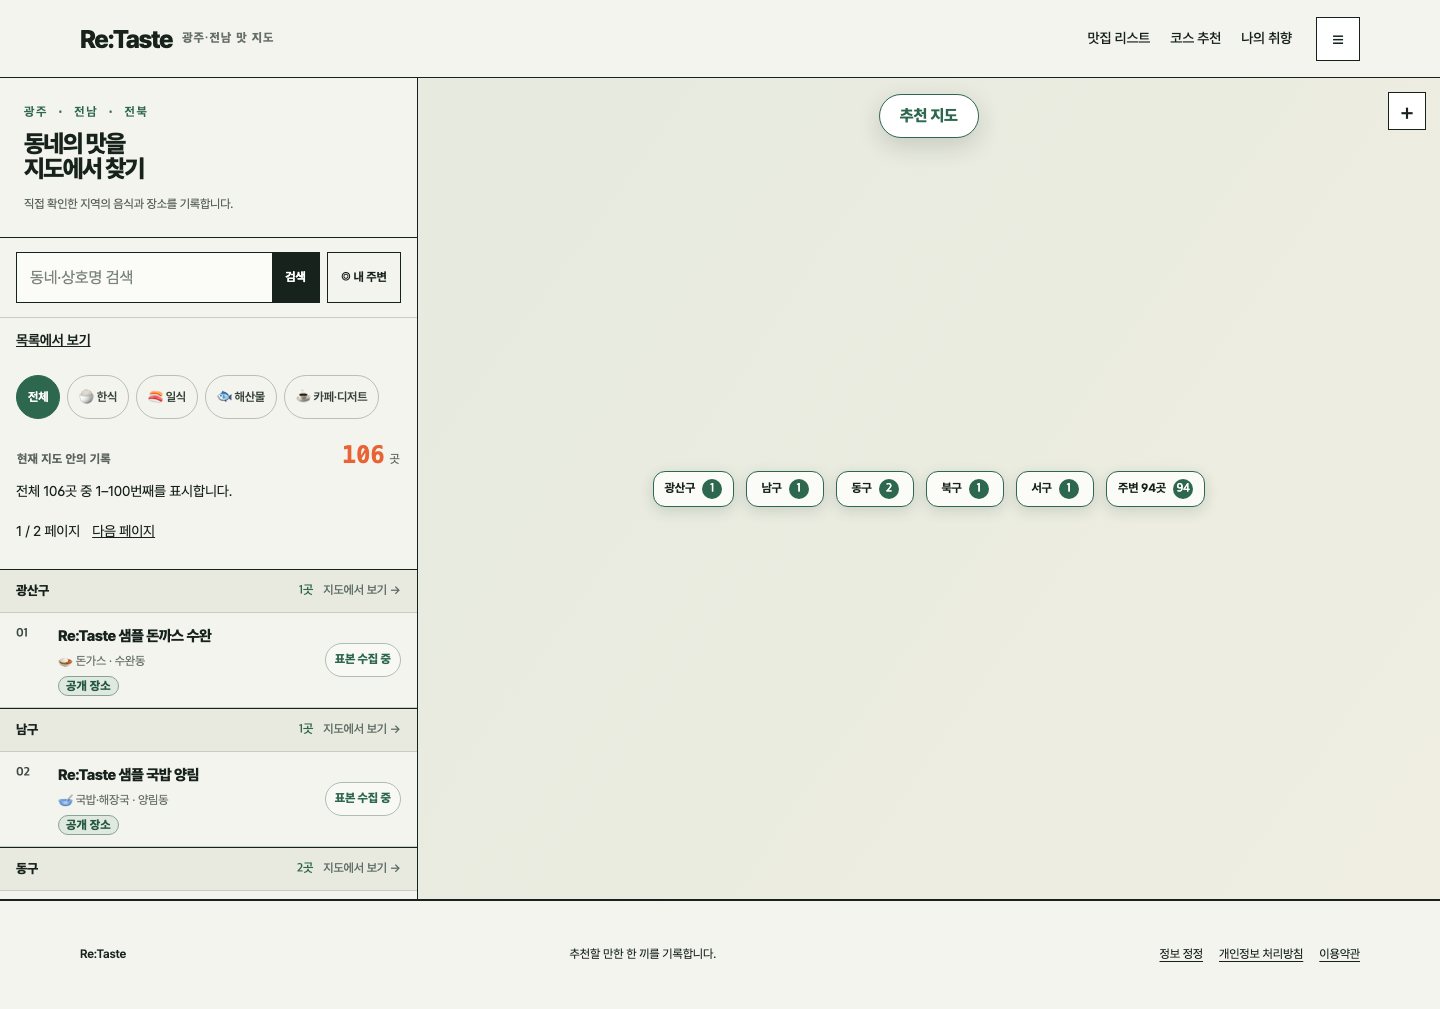 Re:Taste 광주·전남 맛 지도
맛집 리스트 코스 추천 나의 취향 ≡
광주 · 전남 · 전북
동네의 맛을
지도에서 찾기
직접 확인한 지역의 음식과 장소를 기록합니다.
동네·상호명 검색 검색 ◎ 내 주변
목록에서 보기
전체 🍚 한식 🍣 일식 🐟 해산물 ☕ 카페·디저트
현재 지도 안의 기록 106 곳
전체 106곳 중 1–100번째를 표시합니다.
1 / 2 페이지 다음 페이지
광산구 1곳 지도에서 보기 →
01 Re:Taste 샘플 돈까스 수완
돈가스 · 수완동
공개 장소
표본 수집 중
남구 1곳 지도에서 보기 →
02 Re:Taste 샘플 국밥 양림
국밥·해장국 · 양림동
공개 장소
표본 수집 중
동구 2곳 지도에서 보기 →
추천 지도
+
광산구 1 남구 1 동구 2 북구 1 서구 1 주변 94곳 94
Re:Taste
추천할 만한 한 끼를 기록합니다.
정보 정정 개인정보 처리방침 이용약관